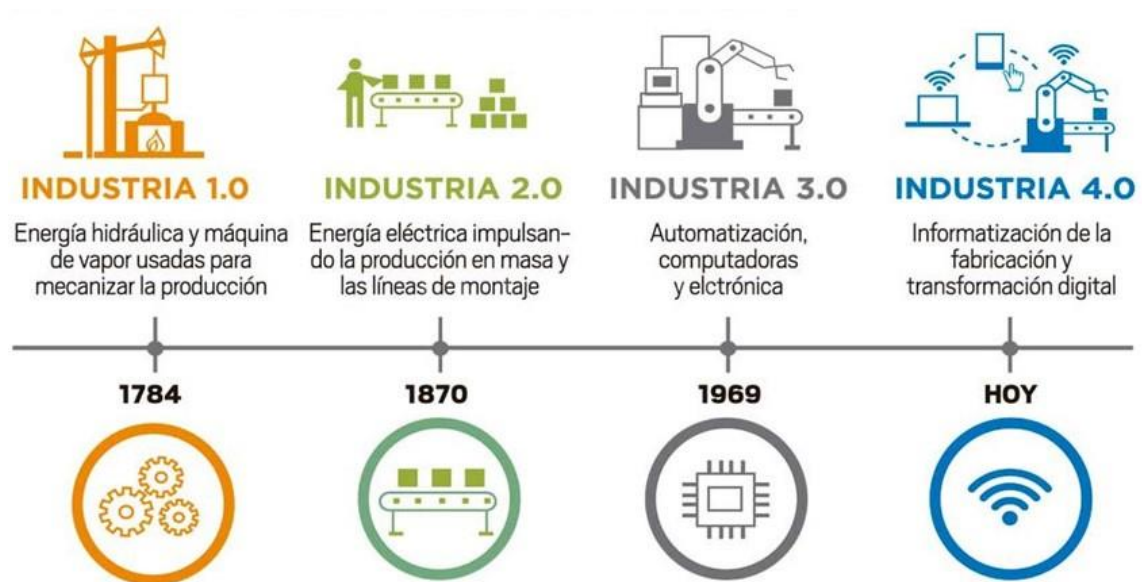 INDUSTRIA 1.0
Energía hidráulica y máquina
de vapor usadas para
mecanizar la producción
1784
INDUSTRIA 2.0
Energía eléctrica impulsan-
do la producción en masa y
las líneas de montaje
1870
INDUSTRIA 3.0
Automatización,
computadoras
y elctrónica
1969
INDUSTRIA 4.0
Informatización de la
fabricación y
transformación digital
HOY